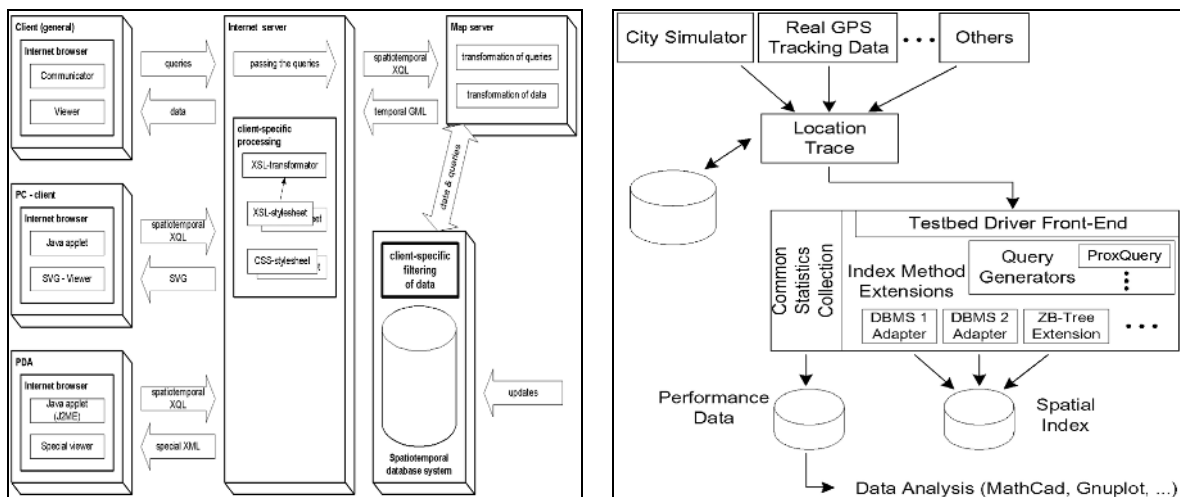 Client (general)
Internet browser
Communicator
Viewer
queries
data
PC - client
Internet browser
Java applet
SVG - Viewer
spatiotemporal
XQL
SVG
PDA
Internet browser
Java applet
(J2ME)
Special viewer
spatiotemporal
XQL
special XML
Internet server
passing the queries
client-specific
processing
XSL-transformator
XSL-stylesheet
CSS-stylesheet
spatiotemporal
XQL
temporal GML
Map server
transformation of queries
transformation of data
data & queries
client-specific
filtering
of data
updates
Spatiotemporal
database system
City Simulator
Real GPS
Tracking Data
• • •
Others
Location
Trace
Testbed Driver Front-End
Common
Statistics
Collection
Query
Generators
ProxQuery
Index Method
Extensions
DBMS 1
Adapter
DBMS 2
Adapter
ZB-Tree
Extension
• • •
Performance
Data
Spatial
Index
Data Analysis (MathCad, Gnuplot, ...)